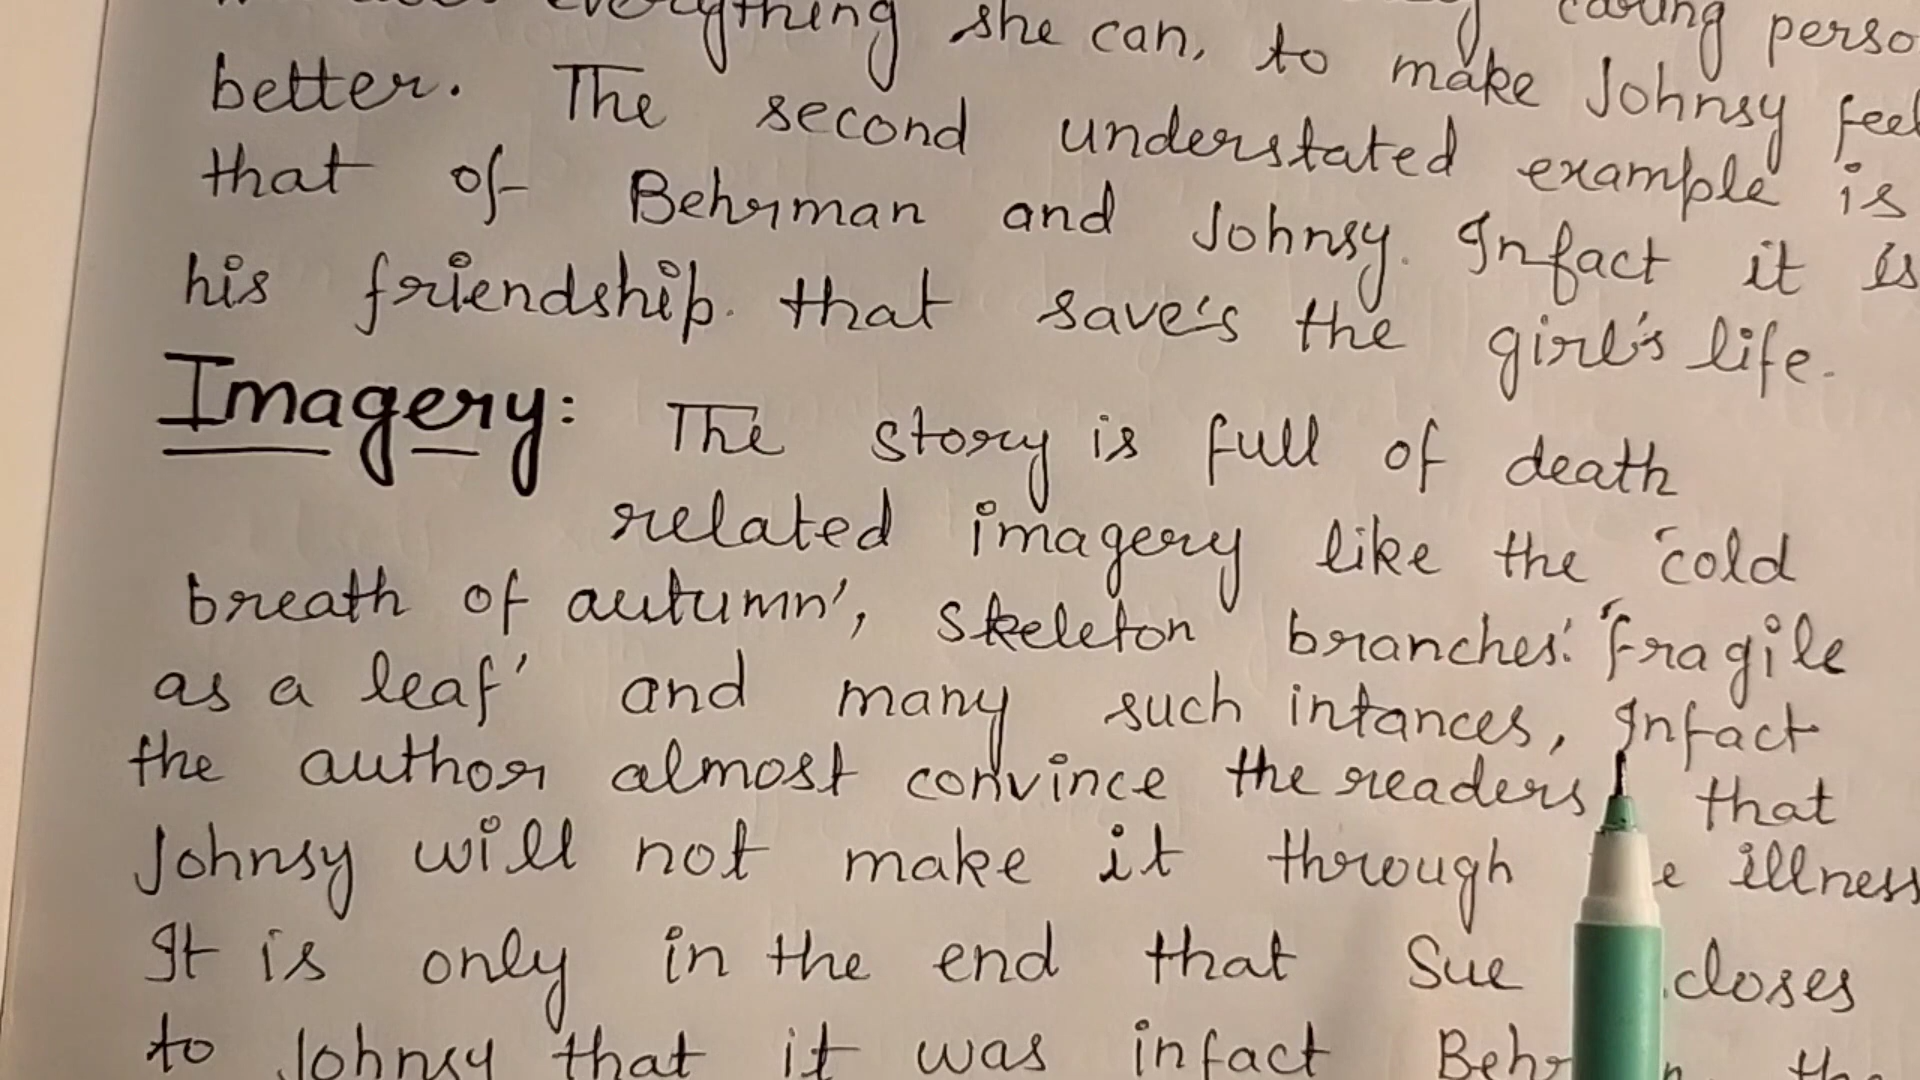 everything she can, to make Johnsy feel
caring perso
better. The second understated example is
that of Behrman and Johnsy. Infact it is
his friendship. that save's the girl's life.
Imagery: The story is full of death
related imagery like the 'cold
breath of autumn', skeleton branches.' 'fragile
as a leaf' and many such intances, Infact
the author almost convince the readers that
Johnsy will not make it through e illness
It is only in the end that Sue closes
to Johnsy that it was infact Beh